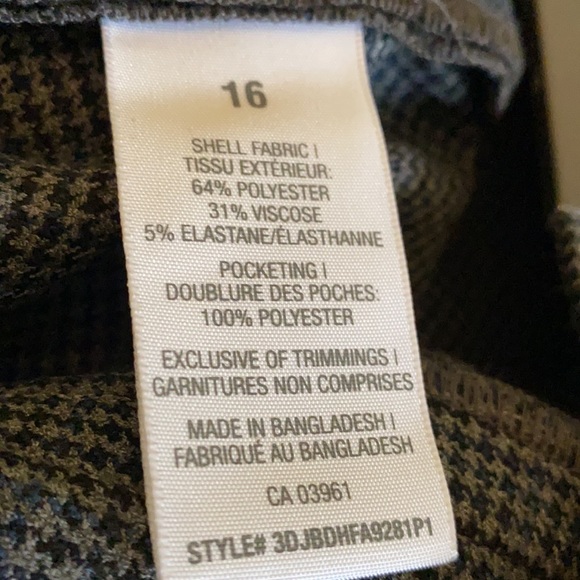 16
SHELL FABRIC |
TISSU EXTÉRIEUR:
64% POLYESTER
31% VISCOSE
5% ELASTANE/ÉLASTHANNE
POCKETING |
DOUBLURE DES POCHES:
100% POLYESTER
EXCLUSIVE OF TRIMMINGS |
GARNITURES NON COMPRISES
MADE IN BANGLADESH |
FABRIQUÉ AU BANGLADESH
CA 03961
STYLE# 3DJBDHFA9281P1